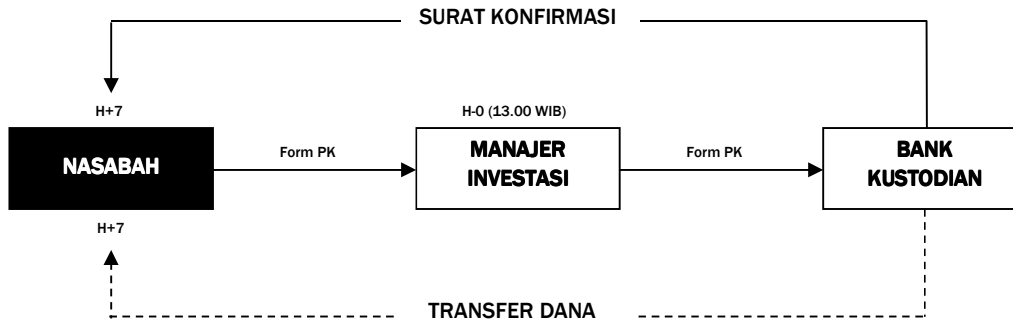 SURAT KONFIRMASI
H+7
H-0 (13.00 WIB)
NASABAH
Form PK
MANAJER
INVESTASI
Form PK
BANK
KUSTODIAN
H+7
TRANSFER DANA